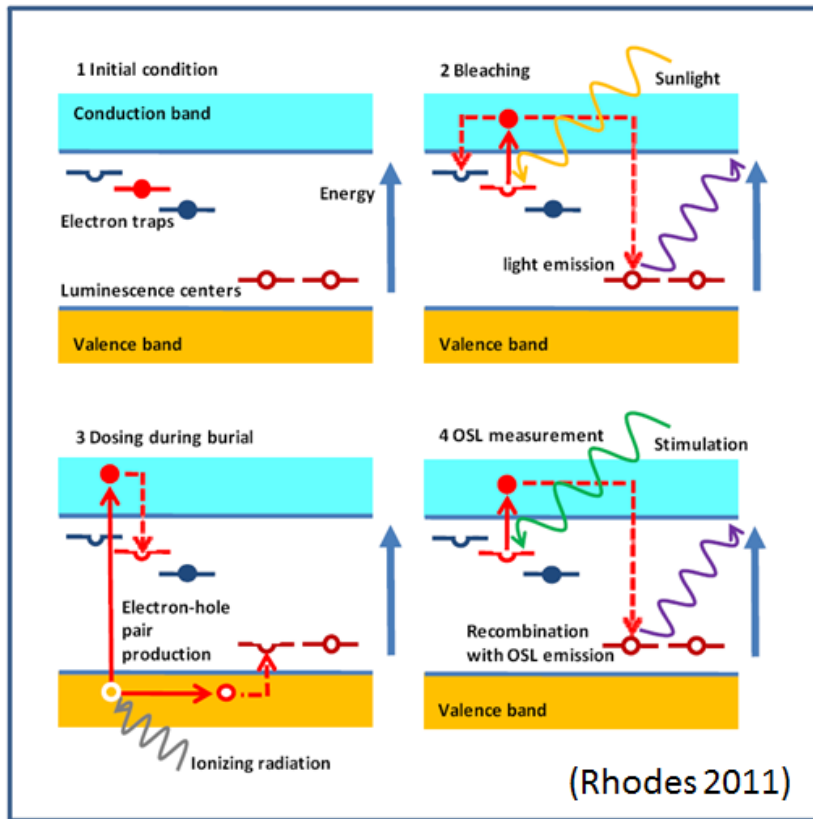 1 Initial condition
Conduction band
Electron traps
Energy
Luminescence centers
Valence band
2 Bleaching
Sunlight
light emission
Valence band
3 Dosing during burial
Electron-hole
pair
production
Ionizing radiation
4 OSL measurement
Stimulation
Recombination
with OSL emission
Valence band
(Rhodes 2011)